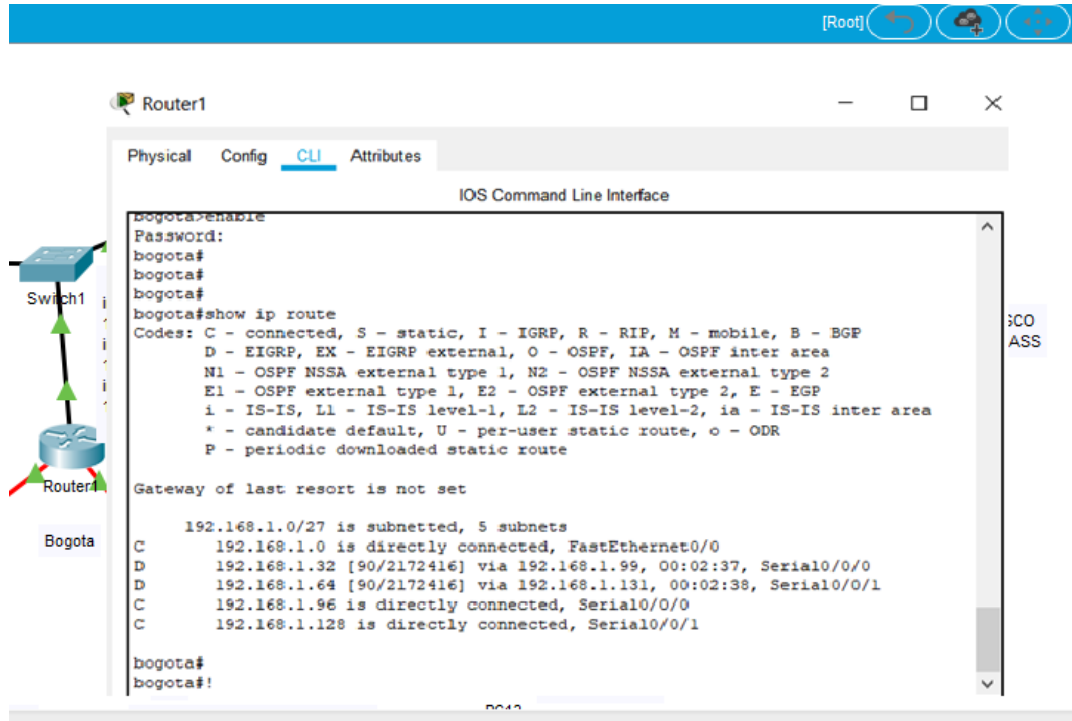 [Root]
Router1
Physical Config CLI Attributes
IOS Command Line Interface
bogota>enable
Password:
bogota#
bogota#
bogota#
bogota#show ip route
Codes: C - connected, S - static, I - IGRP, R - RIP, M - mobile, B - BGP
D - EIGRP, EX - EIGRP external, O - OSPF, IA - OSPF inter area
N1 - OSPF NSSA external type 1, N2 - OSPF NSSA external type 2
E1 - OSPF external type 1, E2 - OSPF external type 2, E - EGP
i - IS-IS, L1 - IS-IS level-1, L2 - IS-IS level-2, ia - IS-IS inter area
* - candidate default, U - per-user static route, o - ODR
P - periodic downloaded static route
Gateway of last resort is not set
192.168.1.0/27 is subnetted, 5 subnets
C 192.168.1.0 is directly connected, FastEthernet0/0
D 192.168.1.32 [90/2172416] via 192.168.1.99, 00:02:37, Serial0/0/0
D 192.168.1.64 [90/2172416] via 192.168.1.131, 00:02:38, Serial0/0/1
C 192.168.1.96 is directly connected, Serial0/0/0
C 192.168.1.128 is directly connected, Serial0/0/1
bogota#
bogota#!
Switch1
Router1
Bogota
SCO
ASS